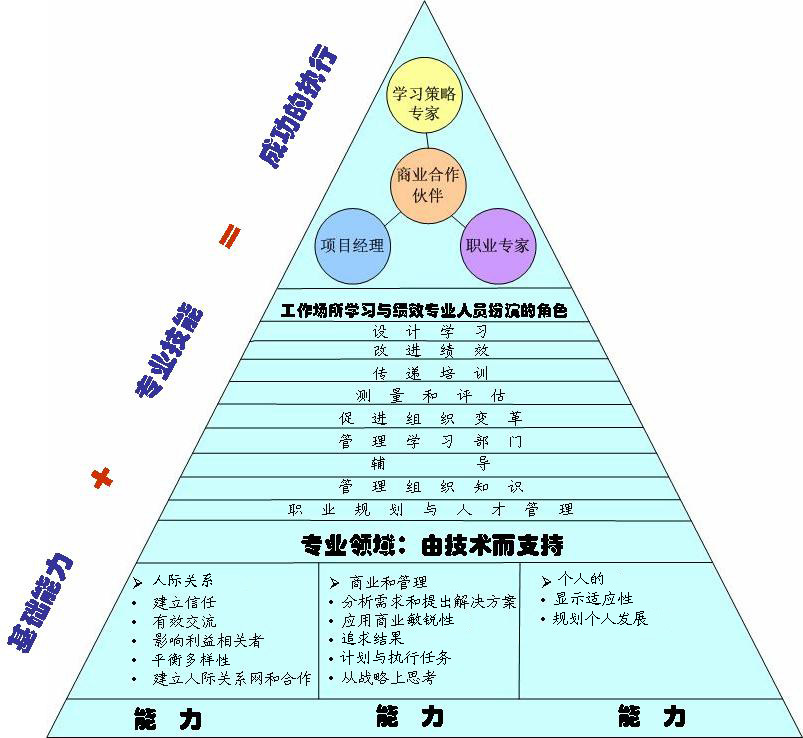 成功的执行
=
专业技能
+
基础能力
学习策略
专家
商业合作
伙伴
项目经理
职业专家
工作场所学习与绩效专业人员扮演的角色
设计学习
改进绩效
传递培训
测量和评估
促进组织变革
管理学习部门
辅导
管理组织知识
职业规划与人才管理
专业领域：由技术而支持
➢ 人际关系
• 建立信任
• 有效交流
• 影响利益相关者
• 平衡多样性
• 建立人际关系网和合作
能力
➢ 商业和管理
• 分析需求和提出解决方案
• 应用商业敏锐性
• 追求结果
• 计划与执行任务
• 从战略上思考
能力
➢ 个人的
• 显示适应性
• 规划个人发展
能力